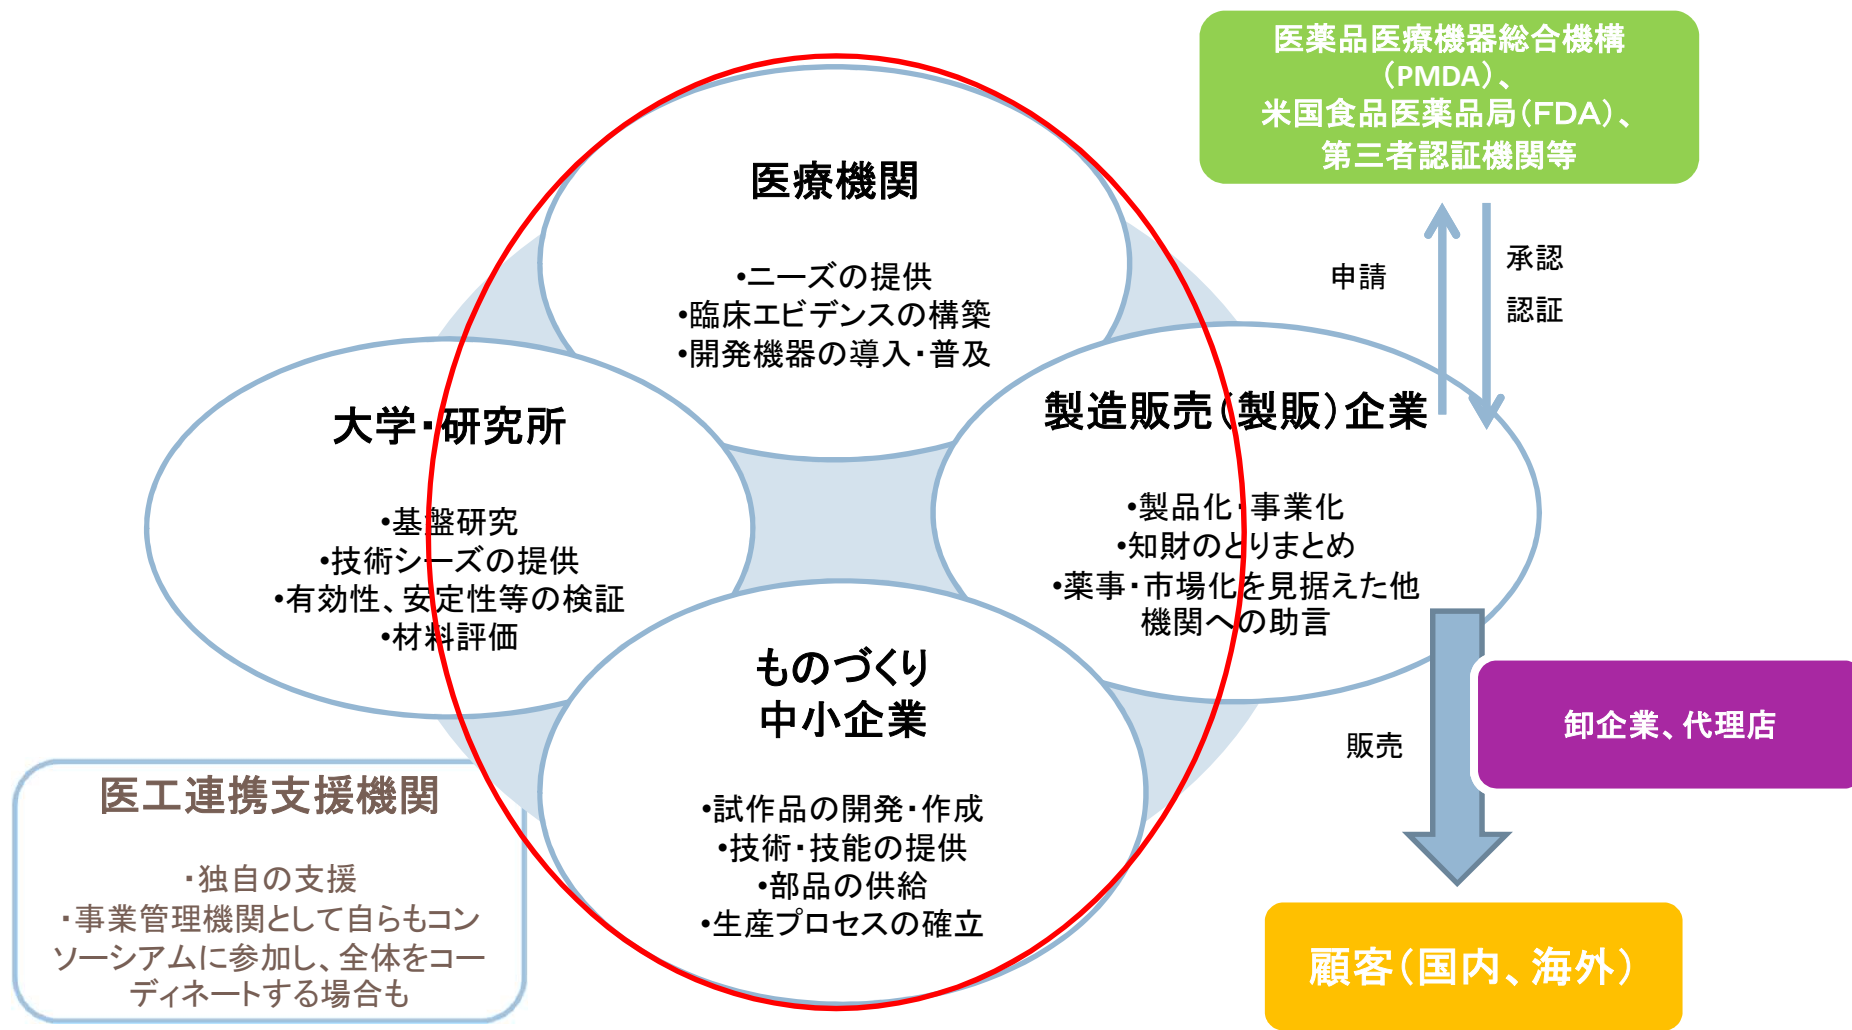 医薬品医療機器総合機構
（PMDA）、
米国食品医薬品局（FDA）、
第三者認証機関等
申請
承認
認証
医療機関
•ニーズの提供
•臨床エビデンスの構築
•開発機器の導入・普及
大学・研究所
•基盤研究
•技術シーズの提供
•有効性、安定性等の検証
•材料評価
製造販売（製販）企業
•製品化・事業化
•知財のとりまとめ
•薬事・市場化を見据えた他
機関への助言
ものづくり
中小企業
•試作品の開発・作成
•技術・技能の提供
•部品の供給
•生産プロセスの確立
医工連携支援機関
・独自の支援
・事業管理機関として自らもコン
ソーシアムに参加し、全体をコー
ディネートする場合も
販売
卸企業、代理店
顧客（国内、海外）